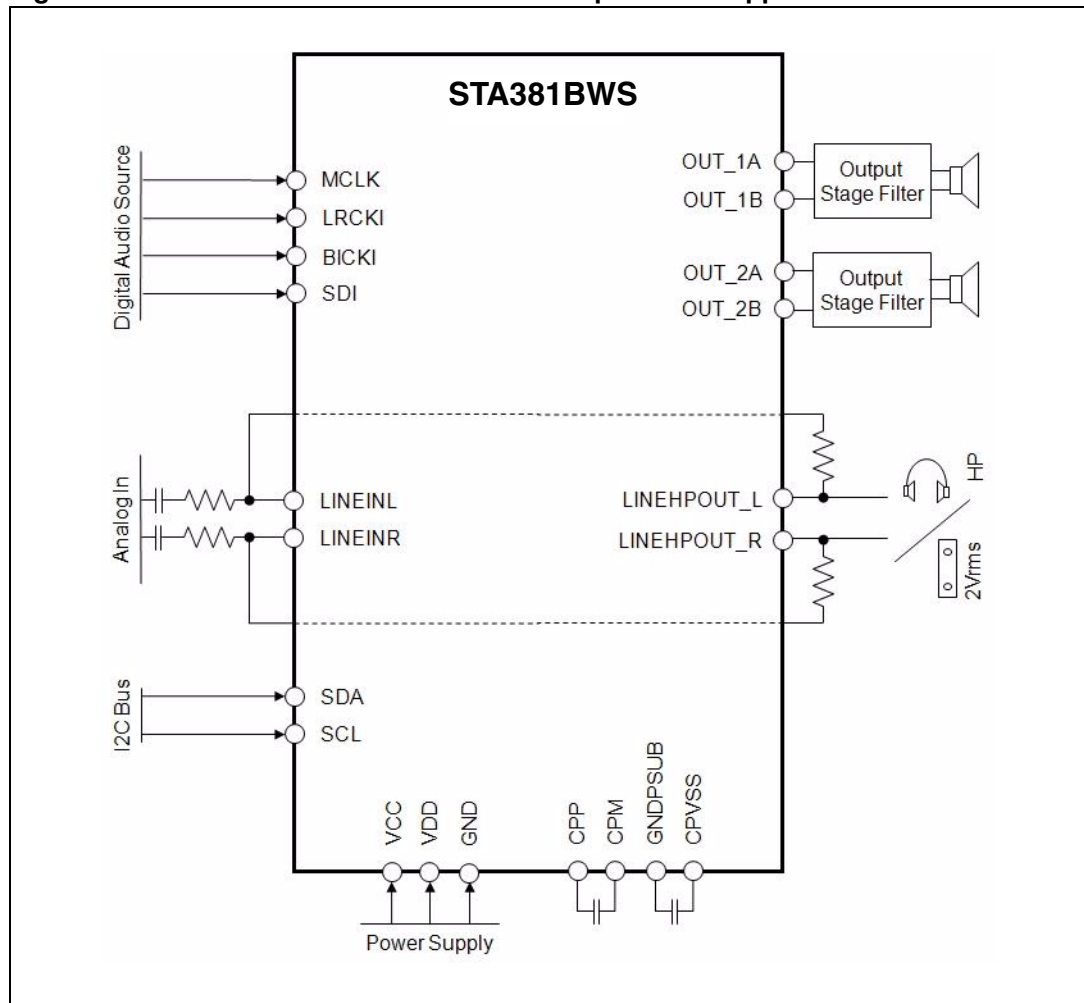 STA381BWS
Digital Audio Source
MCLK
LRCKI
BICKI
SDI
OUT_1A
OUT_1B
Output
Stage Filter
OUT_2A
OUT_2B
Output
Stage Filter
Analog In
LINEINL
LINEINR
LINEHPOUT_L
LINEHPOUT_R
HP
2Vrms
I2C Bus
SDA
SCL
VCC
VDD
GND
CPP
CPM
GNDPSUB
CPVSS
Power Supply